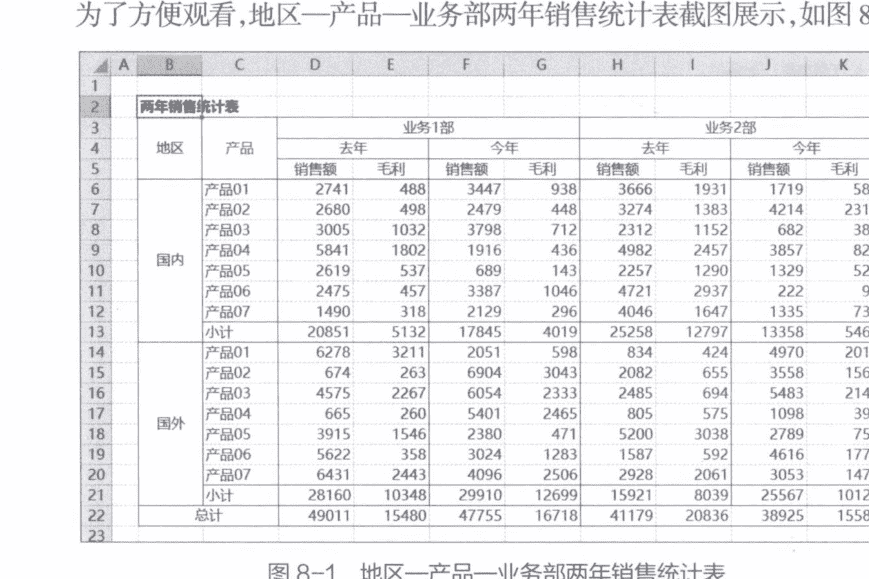 为了方便观看,地区—产品—业务部两年销售统计表截图展示,如图 8
A B C D E F G H I J K
1
2 两年销售统计表
3 业务1部 业务2部
4 地区 产品 去年 今年 去年 今年
5 销售额 毛利 销售额 毛利 销售额 毛利 销售额 毛利
6 产品01 2741 488 3447 938 3666 1931 1719 58
7 产品02 2680 498 2479 448 3274 1383 4214 231
8 产品03 3005 1032 3798 712 2312 1152 682 38
9 国内 产品04 5841 1802 1916 436 4982 2457 3857 82
10 产品05 2619 537 689 143 2257 1290 1329 52
11 产品06 2475 457 3387 1046 4721 2937 222 9
12 产品07 1490 318 2129 296 4046 1647 1335 73
13 小计 20851 5132 17845 4019 25258 12797 13358 546
14 产品01 6278 3211 2051 598 834 424 4970 201
15 产品02 674 263 6904 3043 2082 655 3558 156
16 产品03 4575 2267 6054 2333 2485 694 5483 214
17 国外 产品04 665 260 5401 2465 805 575 1098 39
18 产品05 3915 1546 2380 471 5200 3038 2789 75
19 产品06 5622 358 3024 1283 1587 592 4616 177
20 产品07 6431 2443 4096 2506 2928 2061 3053 147
21 小计 28160 10348 29910 12699 15921 8039 25567 1012
22 总计 49011 15480 47755 16718 41179 20836 38925 1558
23
图 8-1 地区—产品—业务部两年销售统计表